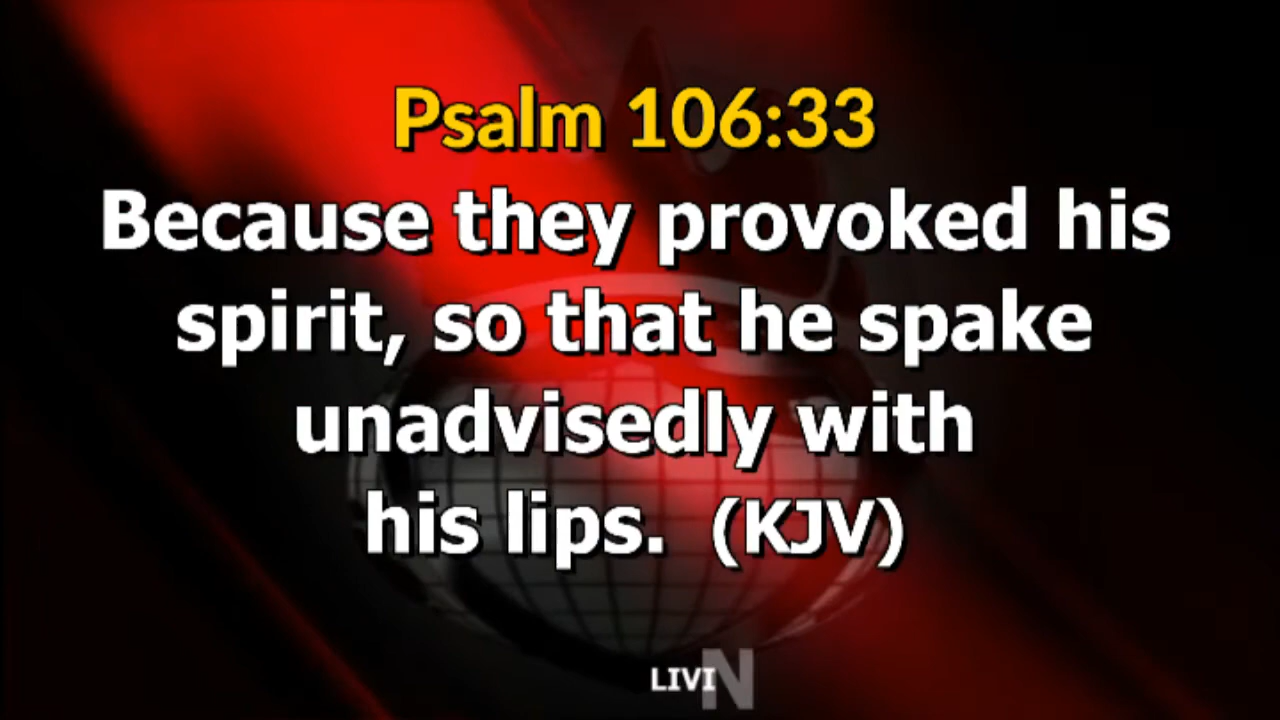 Psalm 106:33
Because they provoked his
spirit, so that he spake
unadvisedly with
his lips. (KJV)
LIVIN